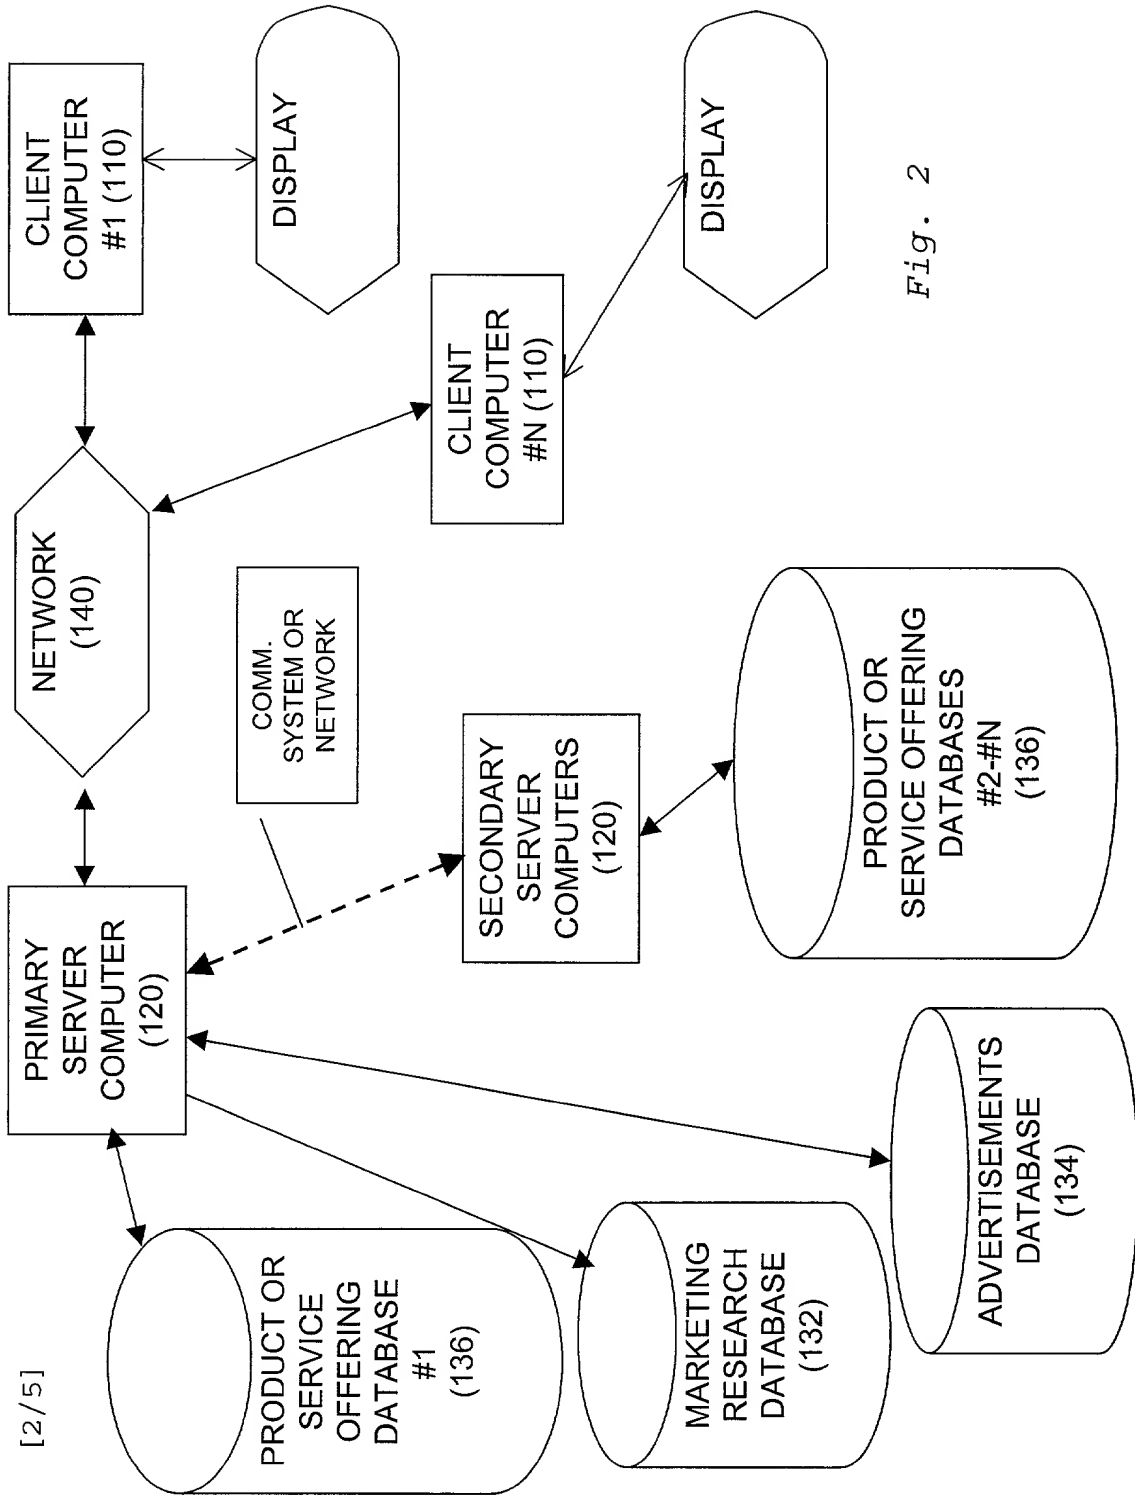 [2/5]
PRIMARY
SERVER
COMPUTER
(120)
NETWORK
(140)
CLIENT
COMPUTER
#1 (110)
DISPLAY
COMM.
SYSTEM OR
NETWORK
CLIENT
COMPUTER
#N (110)
DISPLAY
PRODUCT OR
SERVICE
OFFERING
DATABASE
#1
(136)
SECONDARY
SERVER
COMPUTERS
(120)
MARKETING
RESEARCH
DATABASE
(132)
PRODUCT OR
SERVICE OFFERING
DATABASES
#2-#N
(136)
ADVERTISEMENTS
DATABASE
(134)
Fig. 2